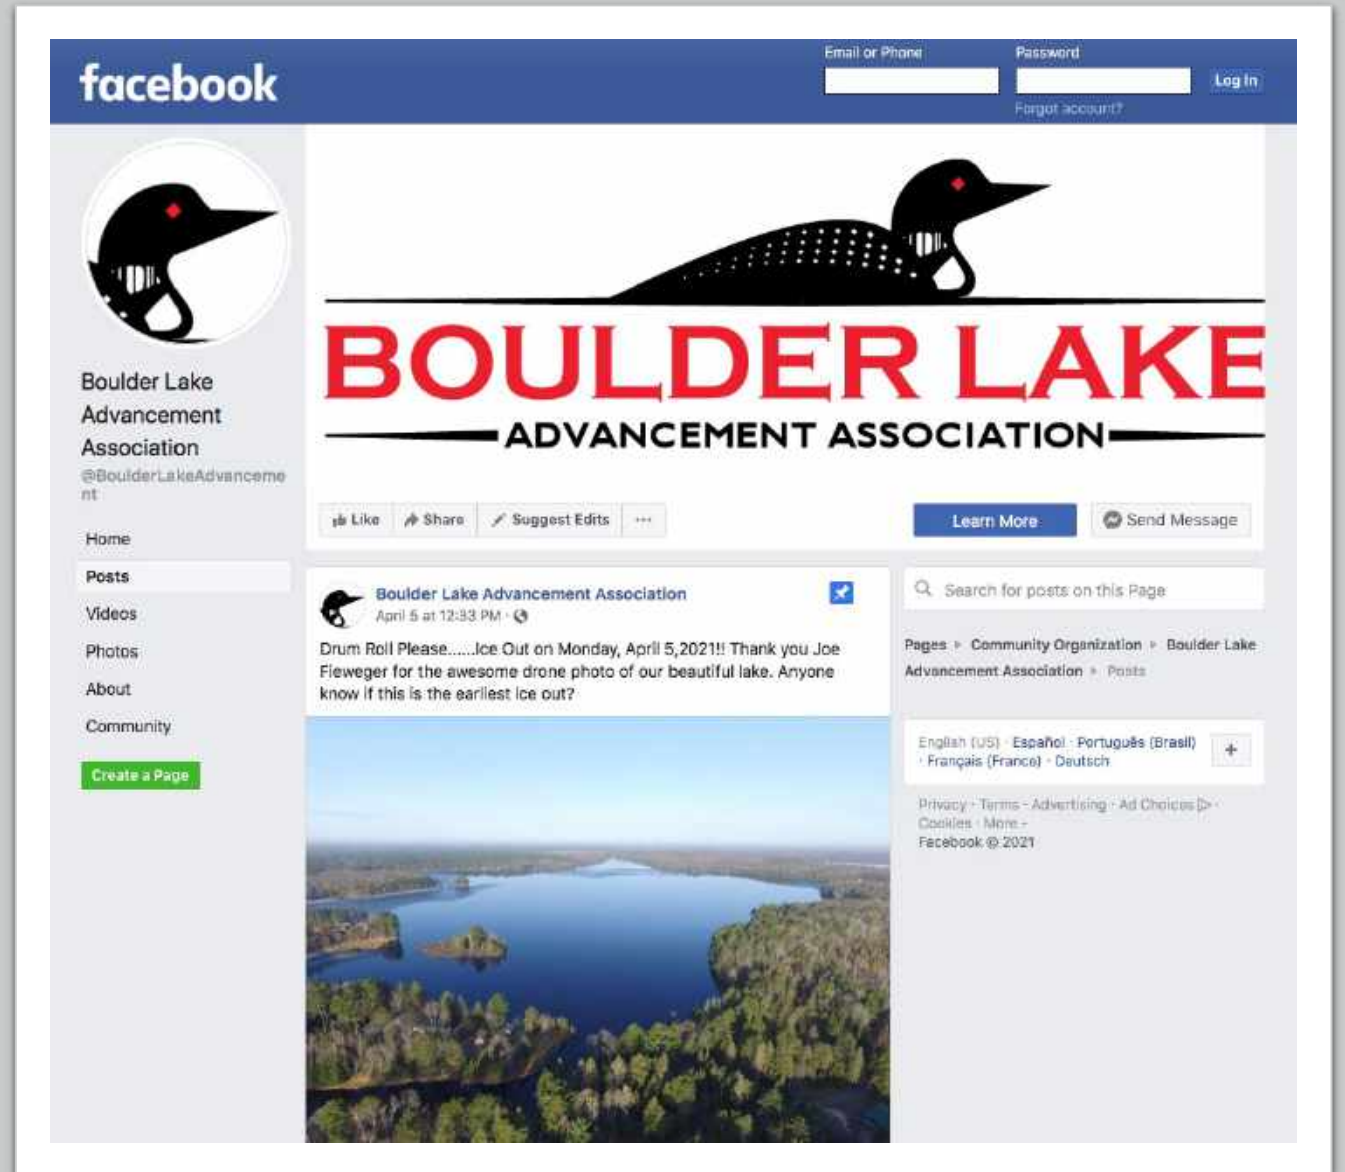 facebook
Email or Phone
Password
Log In
Forgot account?
Boulder Lake
Advancement
Association
@BoulderLakeAdvanceme
nt
Home
Posts
Videos
Photos
About
Community
Create a Page
BOULDER LAKE
ADVANCEMENT ASSOCIATION
Like
Share
Suggest Edits
...
Learn More
Send Message
Boulder Lake Advancement Association
April 5 at 12:33 PM ·
Drum Roll Please......Ice Out on Monday, April 5,2021!! Thank you Joe
Fieweger for the awesome drone photo of our beautiful lake. Anyone
know if this is the earliest ice out?
Search for posts on this Page
Pages Community Organization Boulder Lake
Advancement Association Posts
English (US) · Español · Português (Brasil)
· Français (France) · Deutsch
+
Privacy · Terms · Advertising · Ad Choices ·
Cookies · More
Facebook © 2021